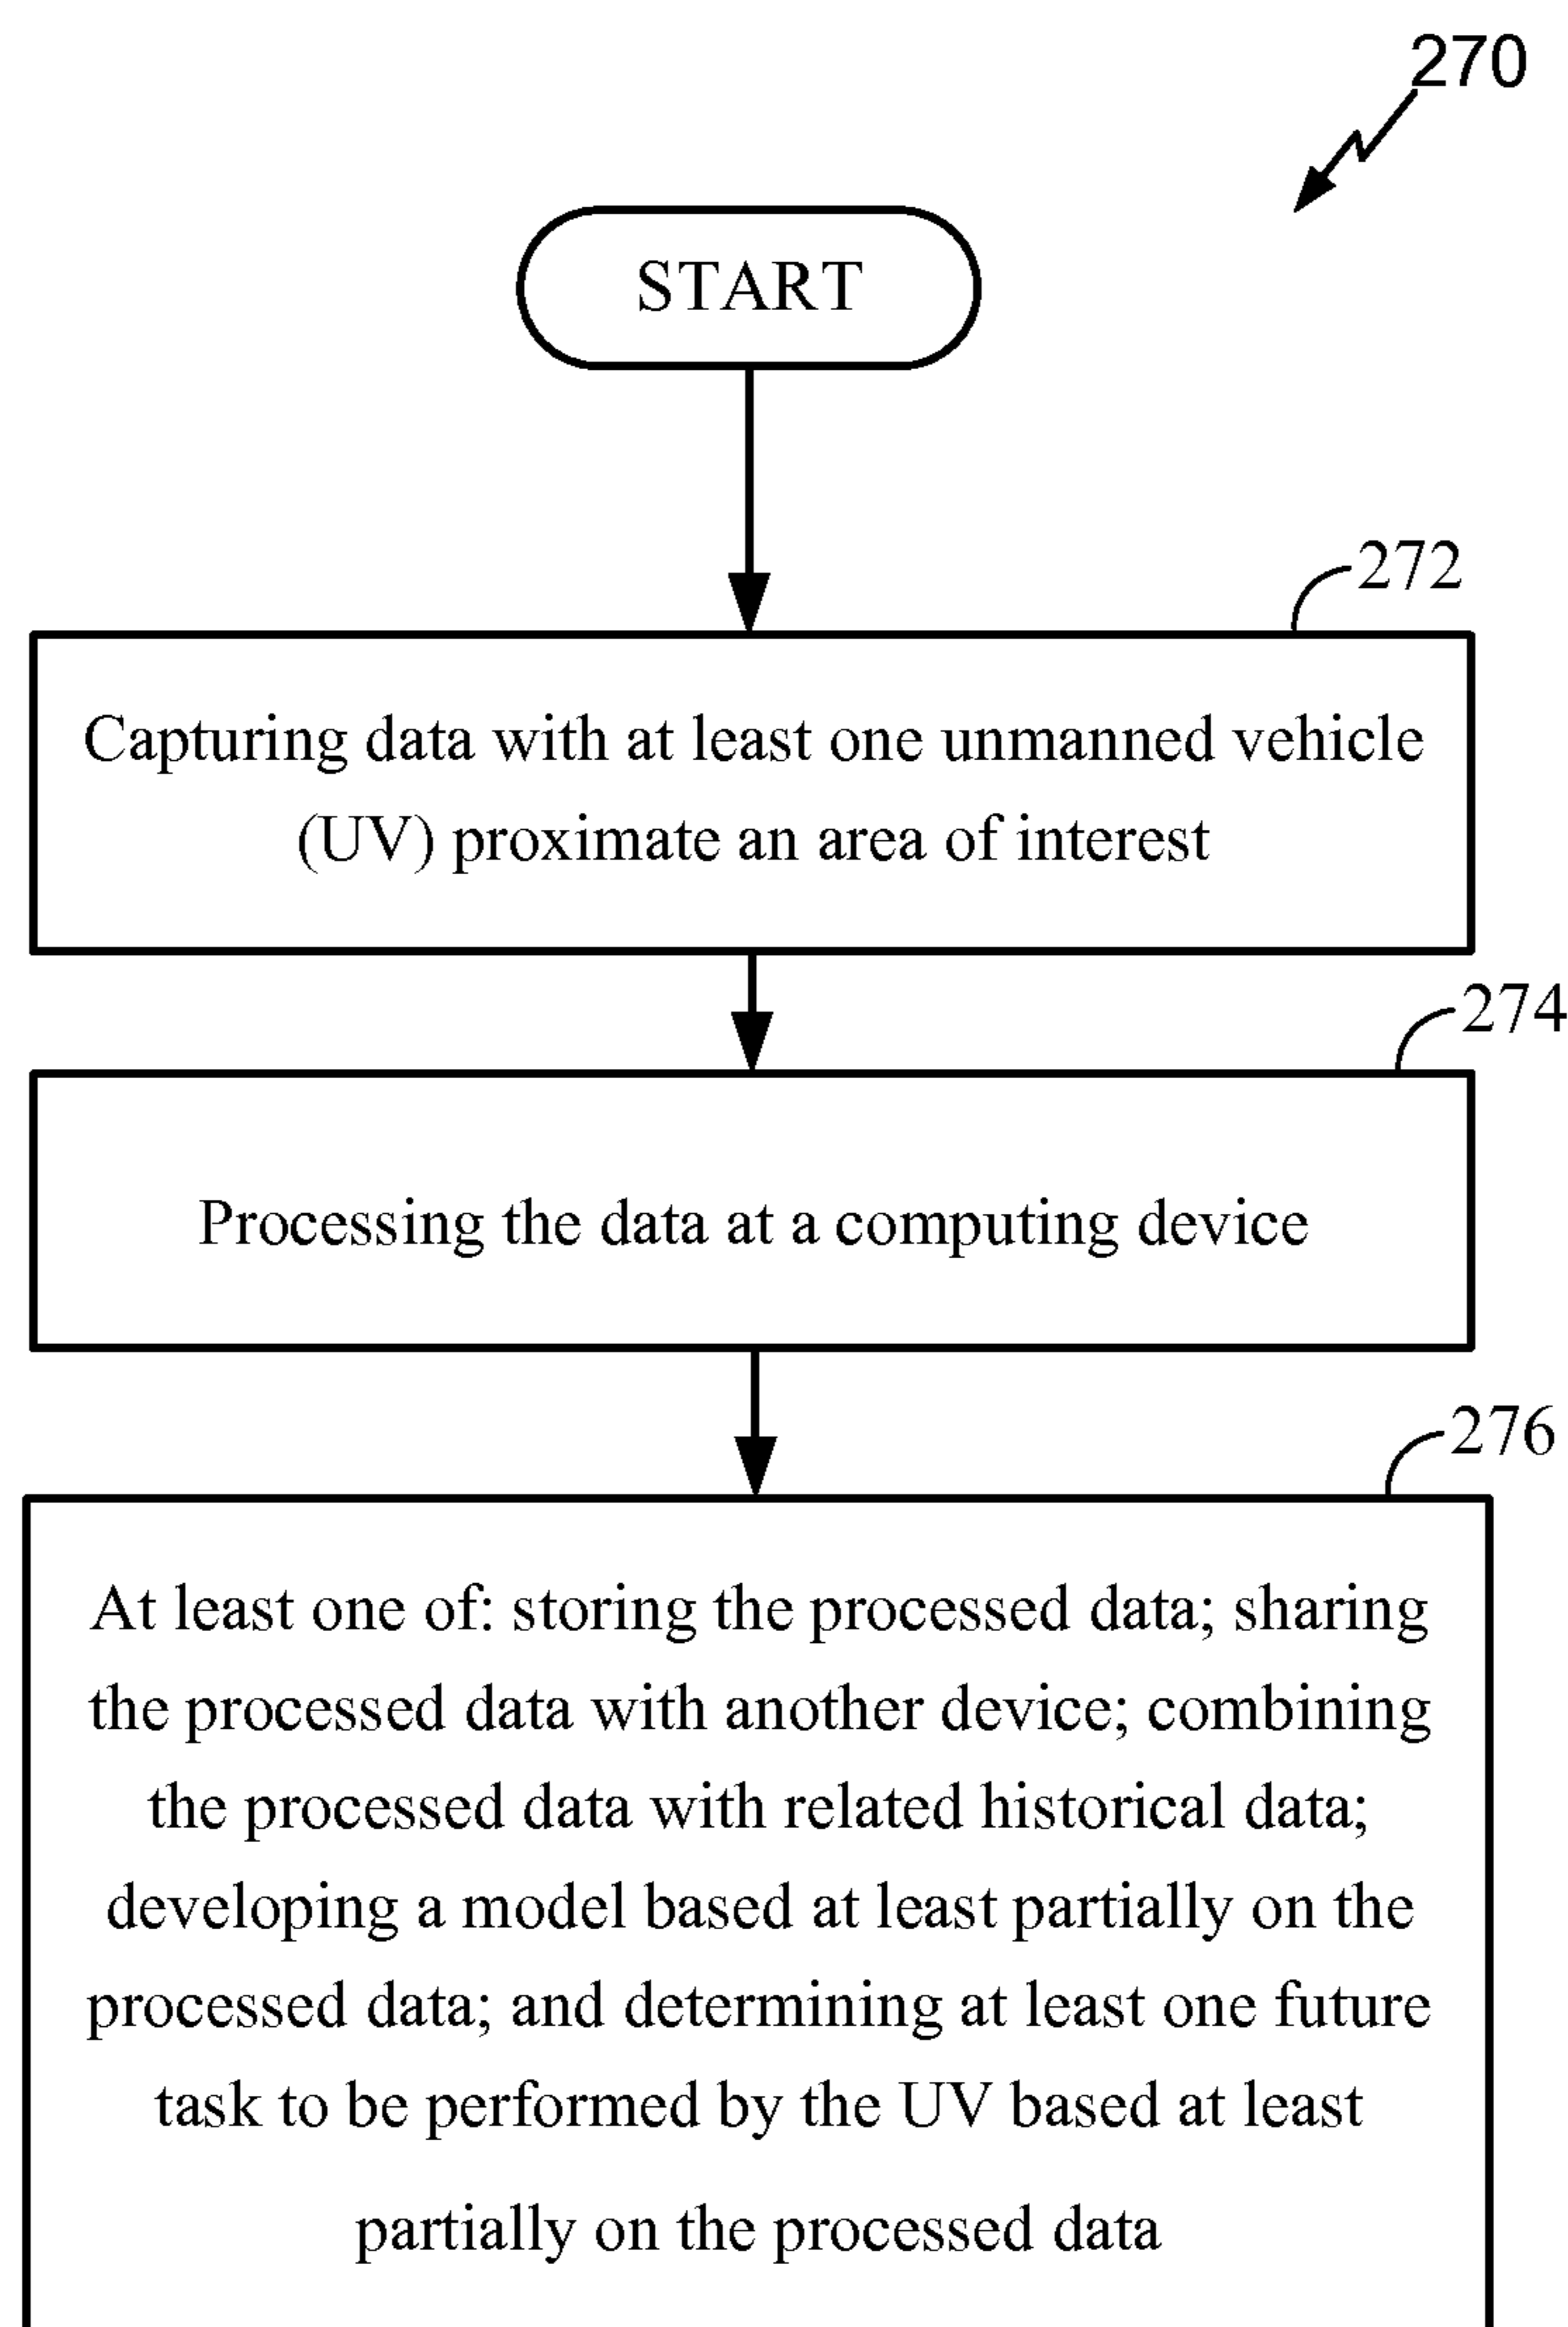 270
START
272
Capturing data with at least one unmanned vehicle
(UV) proximate an area of interest
274
Processing the data at a computing device
276
At least one of: storing the processed data; sharing
the processed data with another device; combining
the processed data with related historical data;
developing a model based at least partially on the
processed data; and determining at least one future
task to be performed by the UV based at least
partially on the processed data